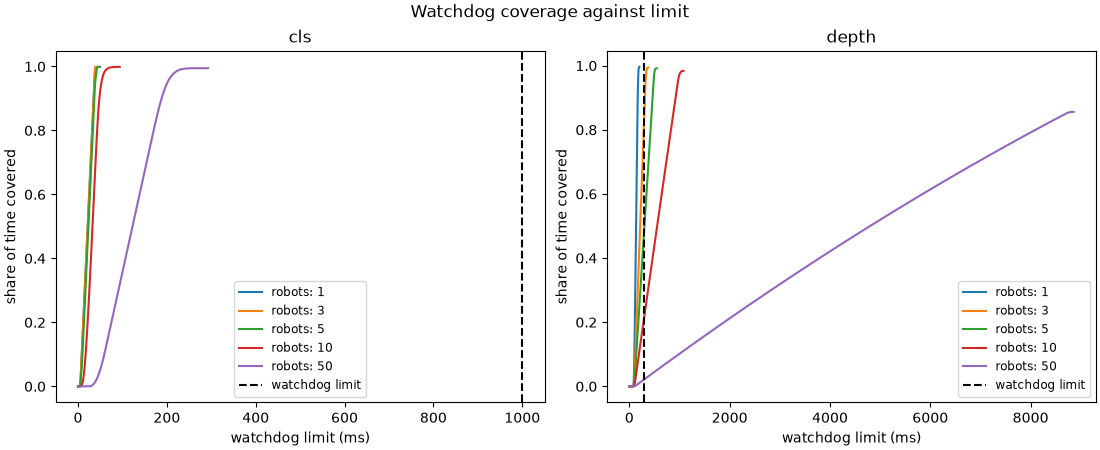 Watchdog coverage against limit
cls
share of time covered
1.0
0.8
0.6
0.4
0.2
0.0
0
200
400
600
800
1000
watchdog limit (ms)
robots: 1
robots: 3
robots: 5
robots: 10
robots: 50
watchdog limit
depth
share of time covered
1.0
0.8
0.6
0.4
0.2
0.0
0
2000
4000
6000
8000
watchdog limit (ms)
robots: 1
robots: 3
robots: 5
robots: 10
robots: 50
watchdog limit